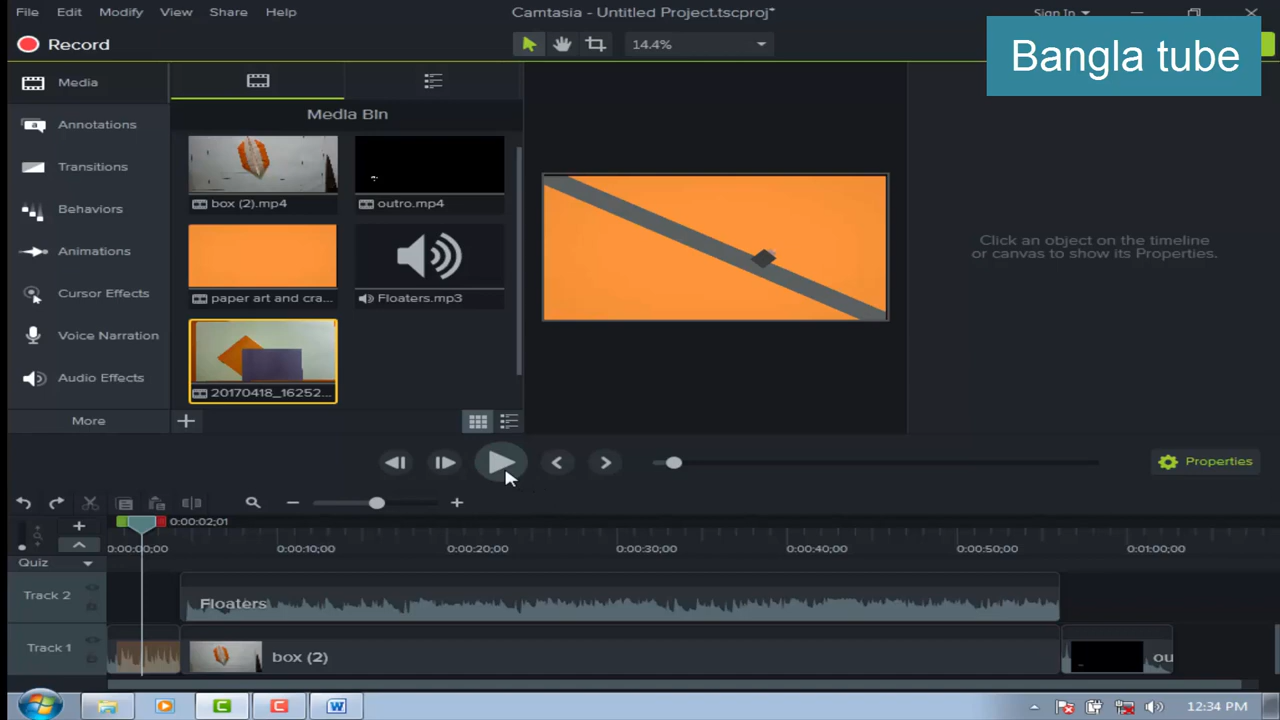 File Edit Modify View Share Help
Camtasia - Untitled Project.tscproj*
Sign In
Record
14.4%
Bangla tube
Media
Annotations
Transitions
Behaviors
Animations
Cursor Effects
Voice Narration
Audio Effects
More
Media Bin
box (2).mp4
outro.mp4
paper art and cra...
Floaters.mp3
20170418_16252...
Click an object on the timeline
or canvas to show its Properties.
Properties
0:00:02;01
0:00:00;00 0:00:10;00 0:00:20;00 0:00:30;00 0:00:40;00 0:00:50;00 0:01:00;00
Quiz
Track 2
Floaters
Track 1
box (2)
ou
12:34 PM